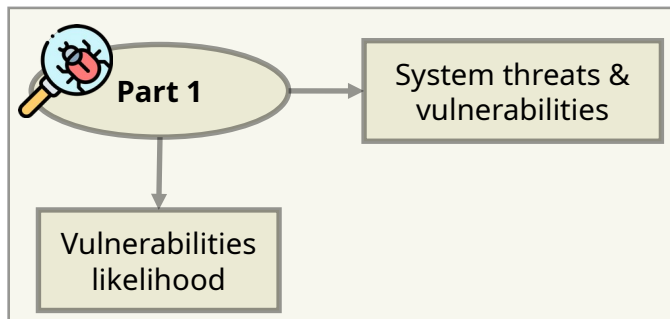 Part 1
System threats &
vulnerabilities
Vulnerabilities
likelihood